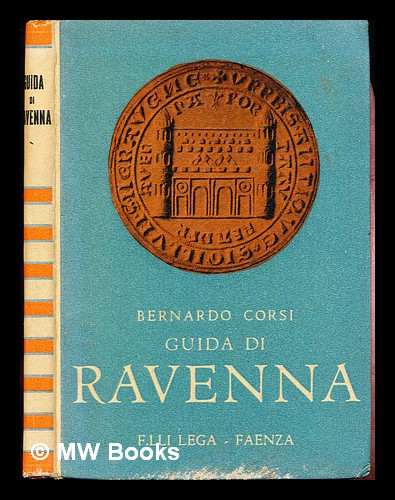 GUIDA
DI
RAVENNA
BERNARDO CORSI
GUIDA DI
RAVENNA
F.LLI LEGA - FAENZA
© MW Books